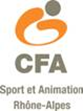 CFA
Sport et Animation
Rhône-Alpes